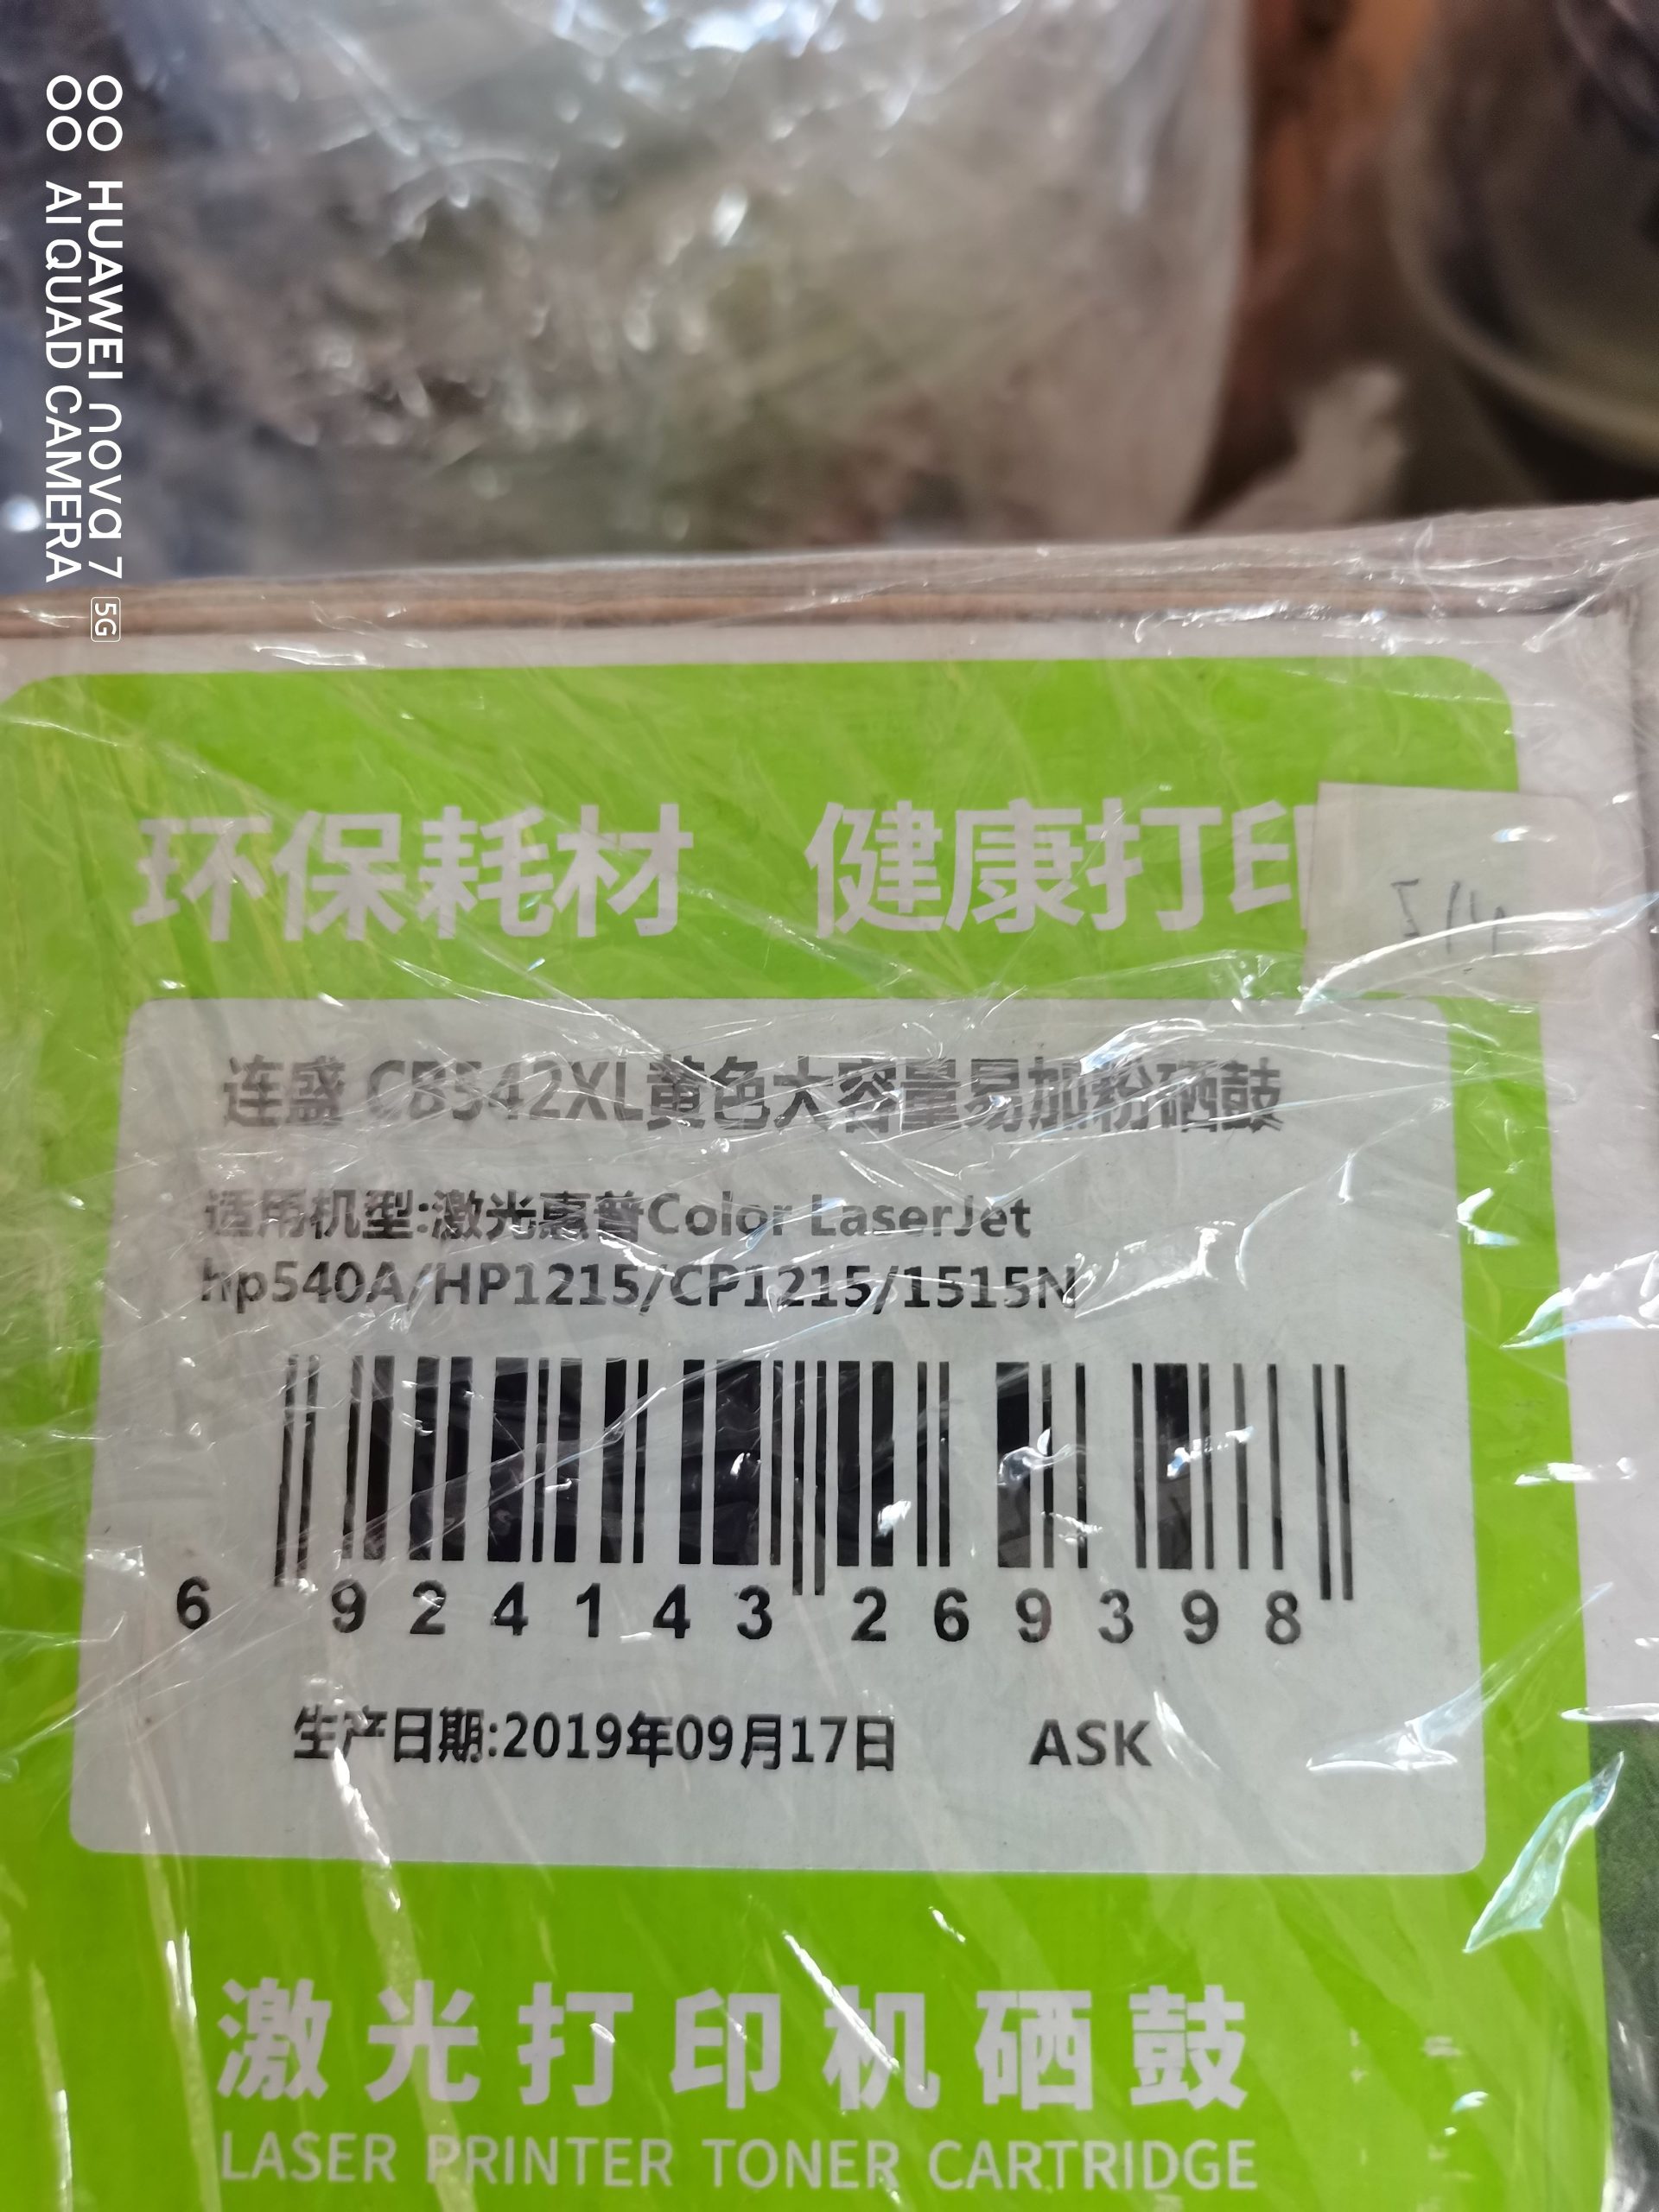 HUAWEI nova 7 5G
AI QUAD CAMERA
环保耗材 健康打印
连盛 CB542XL黄色大容量易加粉硒鼓
适用机型:激光惠普Color LaserJet
hp540A/HP1215/CP1215/1515N
6 924143 269398
生产日期:2019年09月17日 ASK
激光打印机硒鼓
LASER PRINTER TONER CARTRIDGE